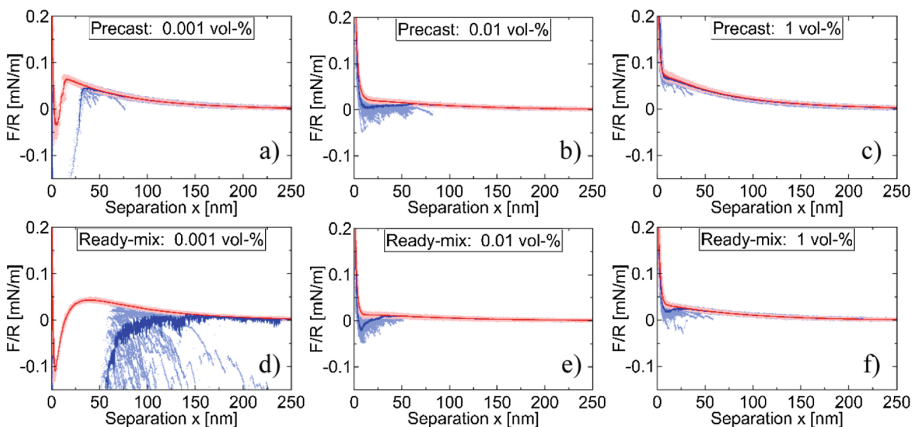 Precast: 0.001 vol-%
F/R [mN/m]
0.2
0.1
0
-0.1
a)
0 50 100 150 200 250
Separation x [nm]
Precast: 0.01 vol-%
F/R [mN/m]
0.2
0.1
0
-0.1
b)
0 50 100 150 200 250
Separation x [nm]
Precast: 1 vol-%
F/R [mN/m]
0.2
0.1
0
-0.1
c)
0 50 100 150 200 250
Separation x [nm]
Ready-mix: 0.001 vol-%
F/R [mN/m]
0.2
0.1
0
-0.1
d)
0 50 100 150 200 250
Separation x [nm]
Ready-mix: 0.01 vol-%
F/R [mN/m]
0.2
0.1
0
-0.1
e)
0 50 100 150 200 250
Separation x [nm]
Ready-mix: 1 vol-%
F/R [mN/m]
0.2
0.1
0
-0.1
f)
0 50 100 150 200 250
Separation x [nm]